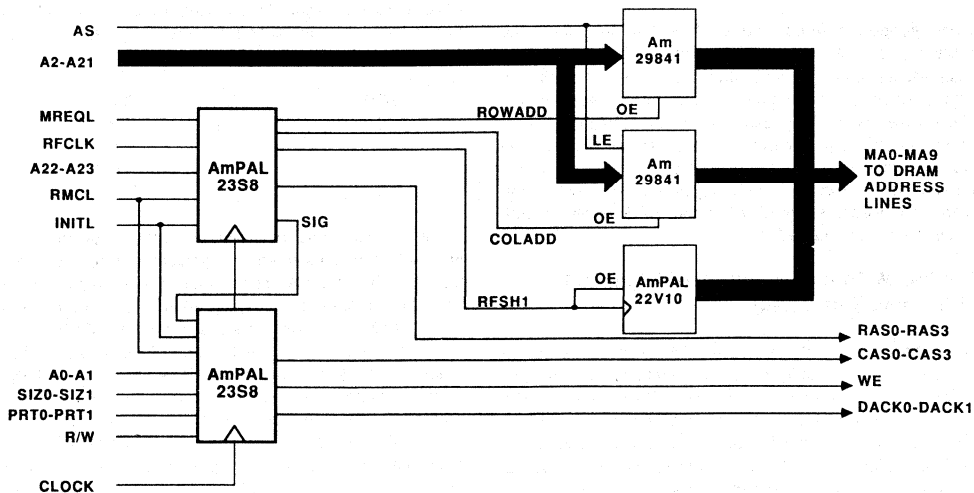 AS
A2-A21
MREQL
RFCLK
A22-A23
RMCL
INITL
AmPAL
23S8
SIG
ROWADD
COLADD
RFSH1
Am
29841
OE
LE
Am
29841
OE
OE
AmPAL
22V10
MA0-MA9
TO DRAM
ADDRESS
LINES
AmPAL
23S8
A0-A1
SIZ0-SIZ1
PRT0-PRT1
R/W
CLOCK
RAS0-RAS3
CAS0-CAS3
WE
DACK0-DACK1